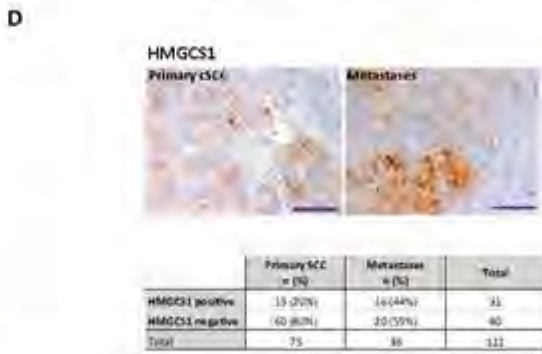 D
HMGCS1
Primary cSCC Metastases
Primary SCC Metastases Total
n (%) n (%)
HMGCS1 positive 15 (20%) 16 (44%) 31
HMGCS1 negative 60 (80%) 20 (55%)
Total 75 36 111